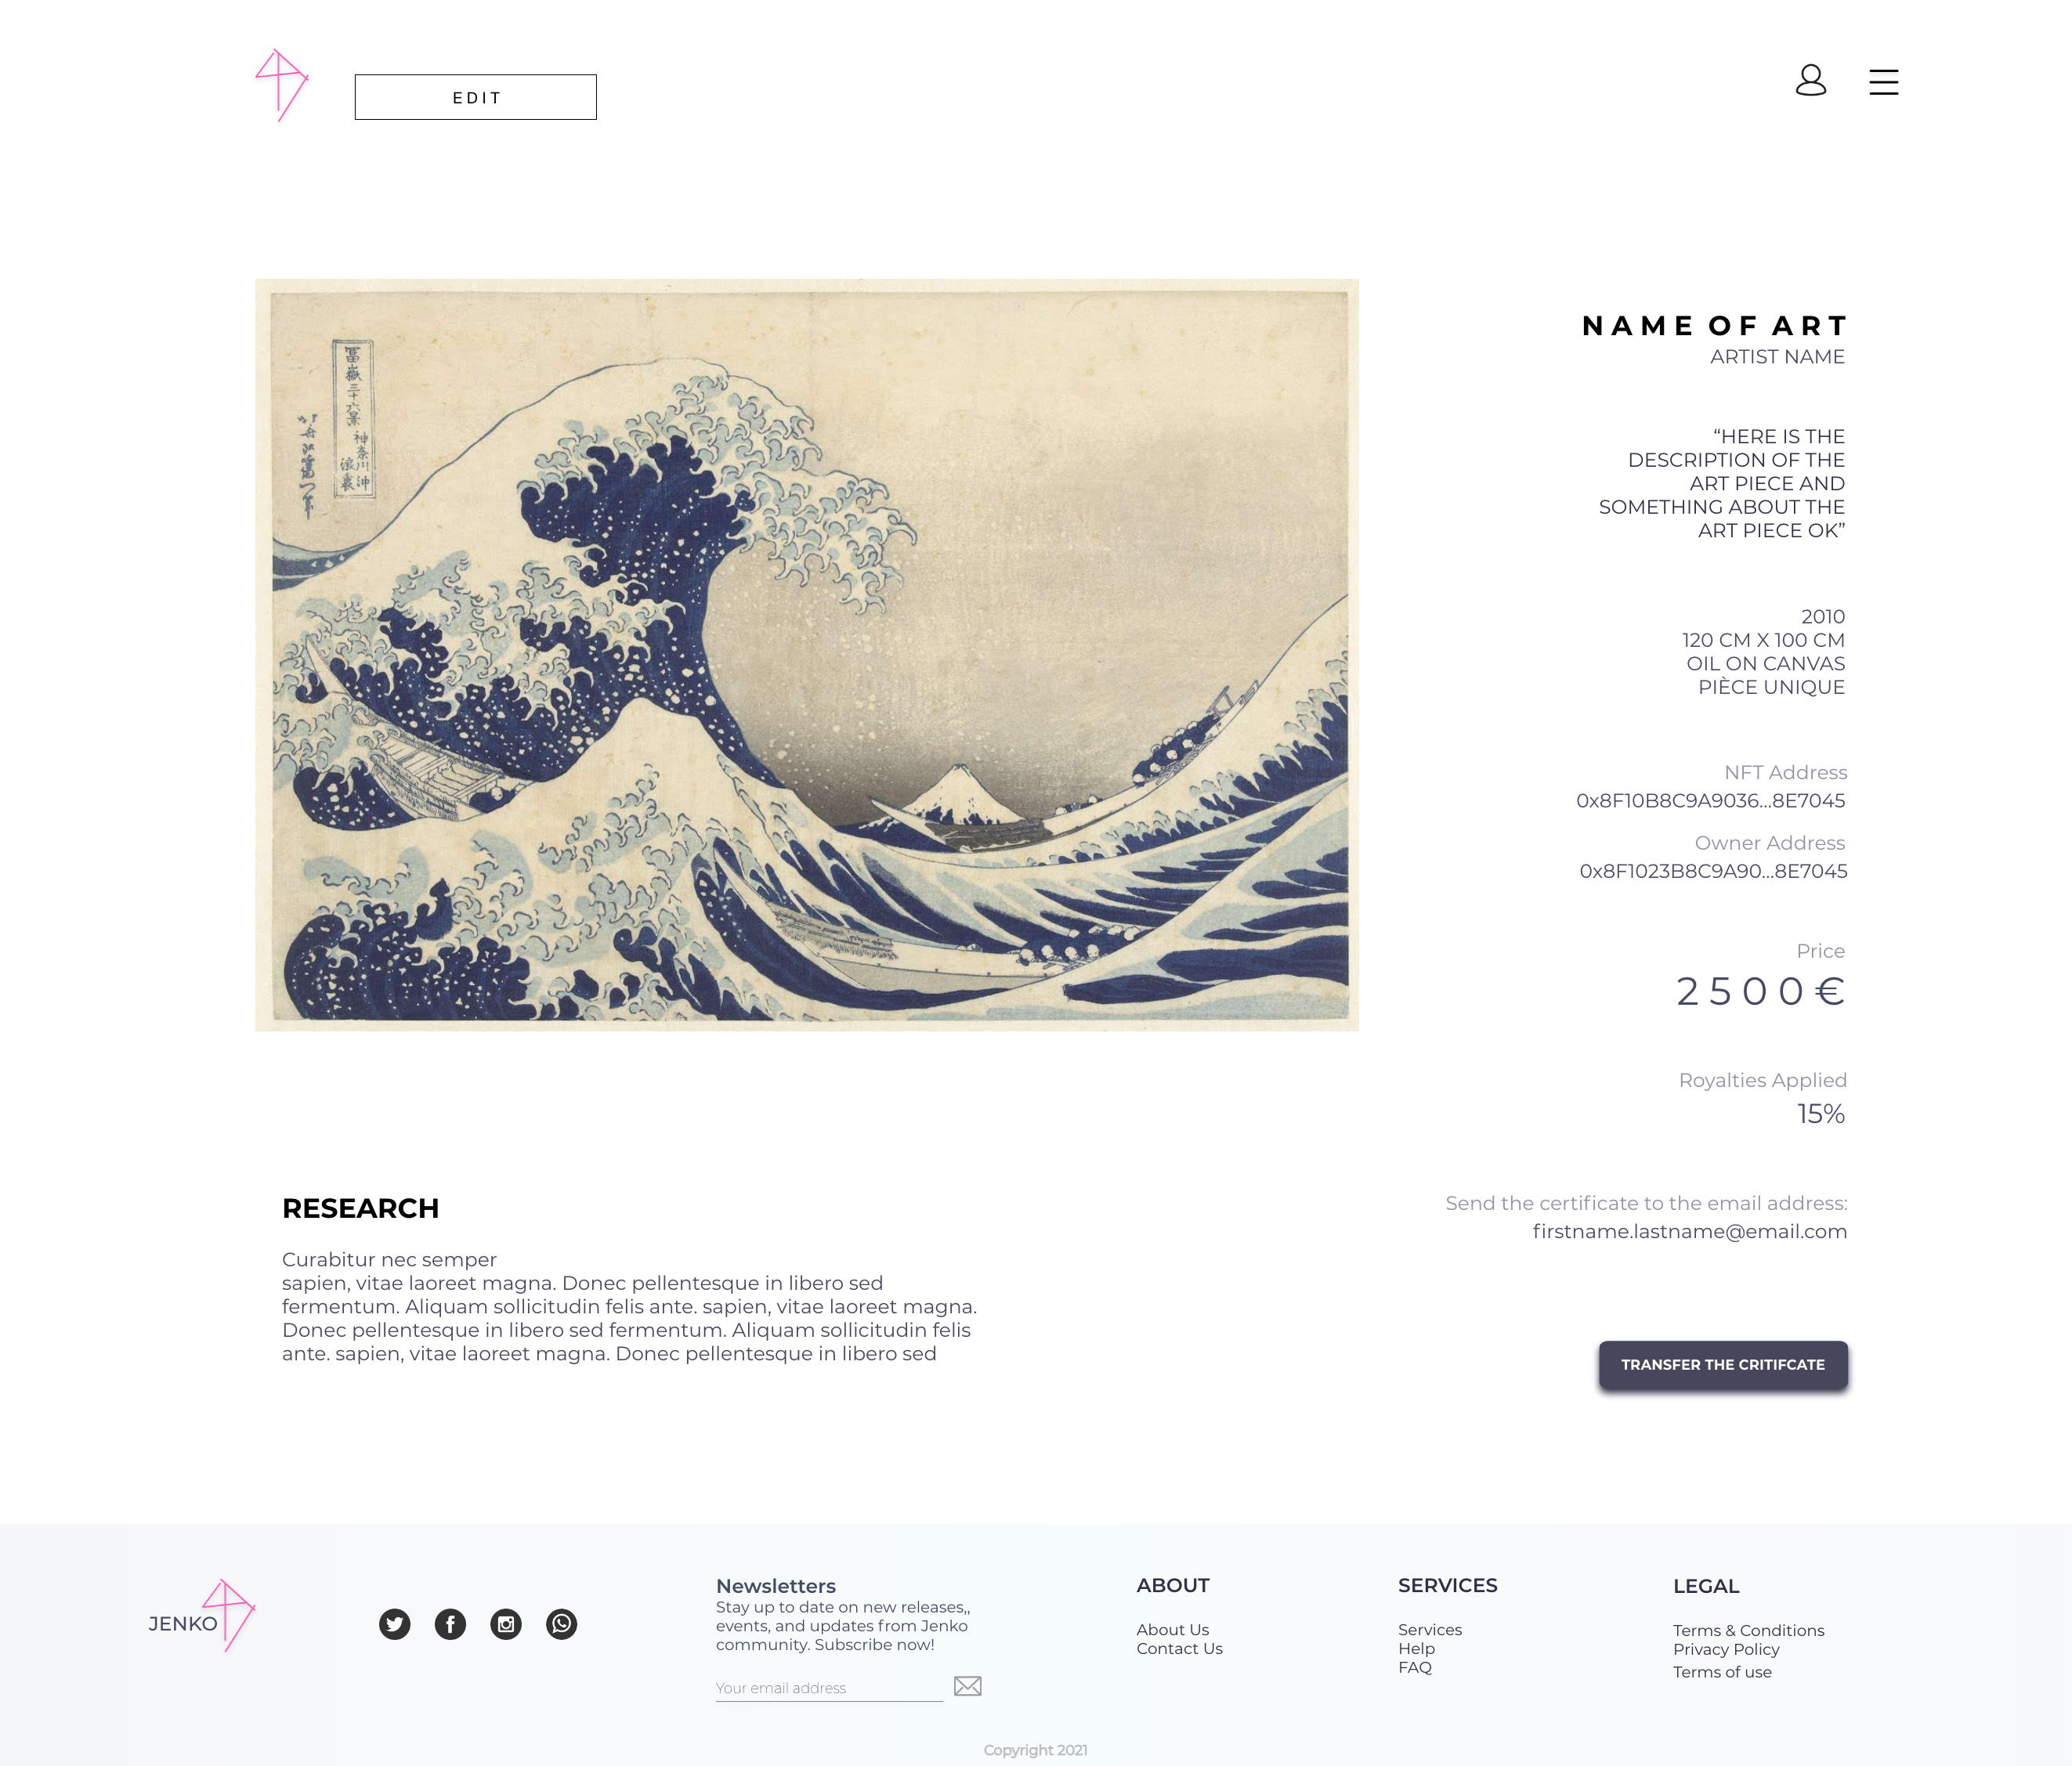 EDIT
冨嶽三十六景
神奈川沖
浪裏
NAME OF ART
ARTIST NAME
“HERE IS THE
DESCRIPTION OF THE
ART PIECE AND
SOMETHING ABOUT THE
ART PIECE OK”
2010
120 CM X 100 CM
OIL ON CANVAS
PIÈCE UNIQUE
NFT Address
0x8F10B8C9A9036...8E7045
Owner Address
0x8F1023B8C9A90...8E7045
Price
2500€
Royalties Applied
15%
RESEARCH
Curabitur nec semper
sapien, vitae laoreet magna. Donec pellentesque in libero sed
fermentum. Aliquam sollicitudin felis ante. sapien, vitae laoreet magna.
Donec pellentesque in libero sed fermentum. Aliquam sollicitudin felis
ante. sapien, vitae laoreet magna. Donec pellentesque in libero sed
Send the certificate to the email address:
firstname.lastname@email.com
TRANSFER THE CRITIFCATE
JENKO
Newsletters
Stay up to date on new releases,,
events, and updates from Jenko
community. Subscribe now!
Your email address
ABOUT
About Us
Contact Us
SERVICES
Services
Help
FAQ
LEGAL
Terms & Conditions
Privacy Policy
Terms of use
Copyright 2021